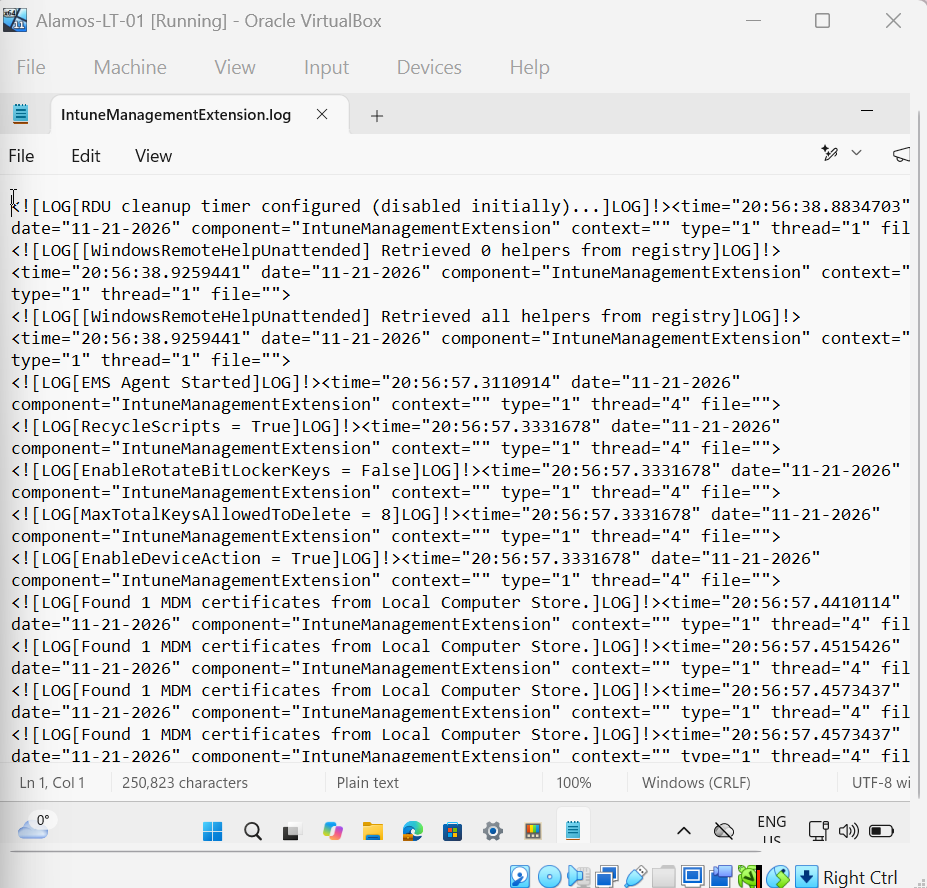 Alamos-LT-01 [Running] - Oracle VirtualBox
File Machine View Input Devices Help
IntuneManagementExtension.log
File Edit View
<![LOG[RDU cleanup timer configured (disabled initially)...]LOG]!><time="20:56:38.8834703"
date="11-21-2026" component="IntuneManagementExtension" context="" type="1" thread="1" fil
<![LOG[[WindowsRemoteHelpUnattended] Retrieved 0 helpers from registry]LOG]!>
<time="20:56:38.9259441" date="11-21-2026" component="IntuneManagementExtension" context="
type="1" thread="1" file="">
<![LOG[[WindowsRemoteHelpUnattended] Retrieved all helpers from registry]LOG]!>
<time="20:56:38.9259441" date="11-21-2026" component="IntuneManagementExtension" context="
type="1" thread="1" file="">
<![LOG[EMS Agent Started]LOG]!><time="20:56:57.3110914" date="11-21-2026"
component="IntuneManagementExtension" context="" type="1" thread="4" file="">
<![LOG[RecycleScripts = True]LOG]!><time="20:56:57.3331678" date="11-21-2026"
component="IntuneManagementExtension" context="" type="1" thread="4" file="">
<![LOG[EnableRotateBitLockerKeys = False]LOG]!><time="20:56:57.3331678" date="11-21-2026"
component="IntuneManagementExtension" context="" type="1" thread="4" file="">
<![LOG[MaxTotalKeysAllowedToDelete = 8]LOG]!><time="20:56:57.3331678" date="11-21-2026"
component="IntuneManagementExtension" context="" type="1" thread="4" file="">
<![LOG[EnableDeviceAction = True]LOG]!><time="20:56:57.3331678" date="11-21-2026"
component="IntuneManagementExtension" context="" type="1" thread="4" file="">
<![LOG[Found 1 MDM certificates from Local Computer Store.]LOG]!><time="20:56:57.4410114"
date="11-21-2026" component="IntuneManagementExtension" context="" type="1" thread="4" fil
<![LOG[Found 1 MDM certificates from Local Computer Store.]LOG]!><time="20:56:57.4515426"
date="11-21-2026" component="IntuneManagementExtension" context="" type="1" thread="4" fil
<![LOG[Found 1 MDM certificates from Local Computer Store.]LOG]!><time="20:56:57.4573437"
date="11-21-2026" component="IntuneManagementExtension" context="" type="1" thread="4" fil
<![LOG[Found 1 MDM certificates from Local Computer Store.]LOG]!><time="20:56:57.4573437"
date="11-21-2026" component="IntuneManagementExtension" context="" type="1" thread="4" fil
Ln 1, Col 1 250,823 characters Plain text 100% Windows (CRLF) UTF-8 wi
0° ENG
US
Right Ctrl